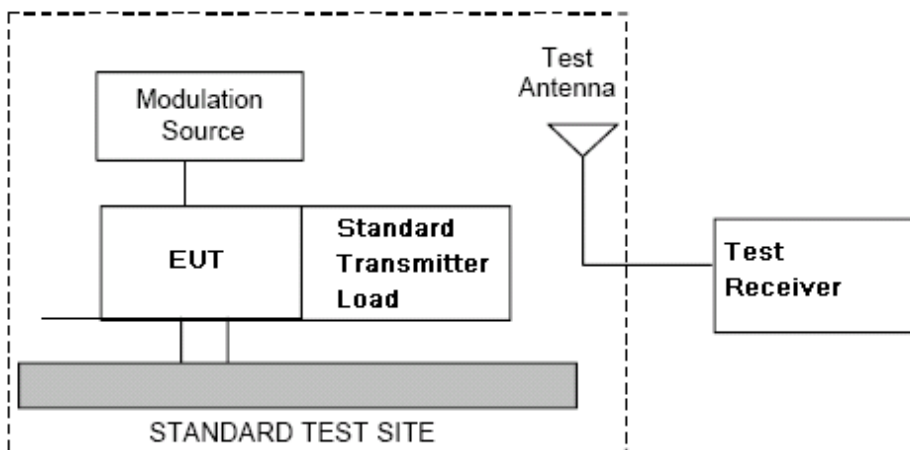 Test
Antenna
Modulation
Source
EUT
Standard
Transmitter
Load
Test
Receiver
STANDARD TEST SITE